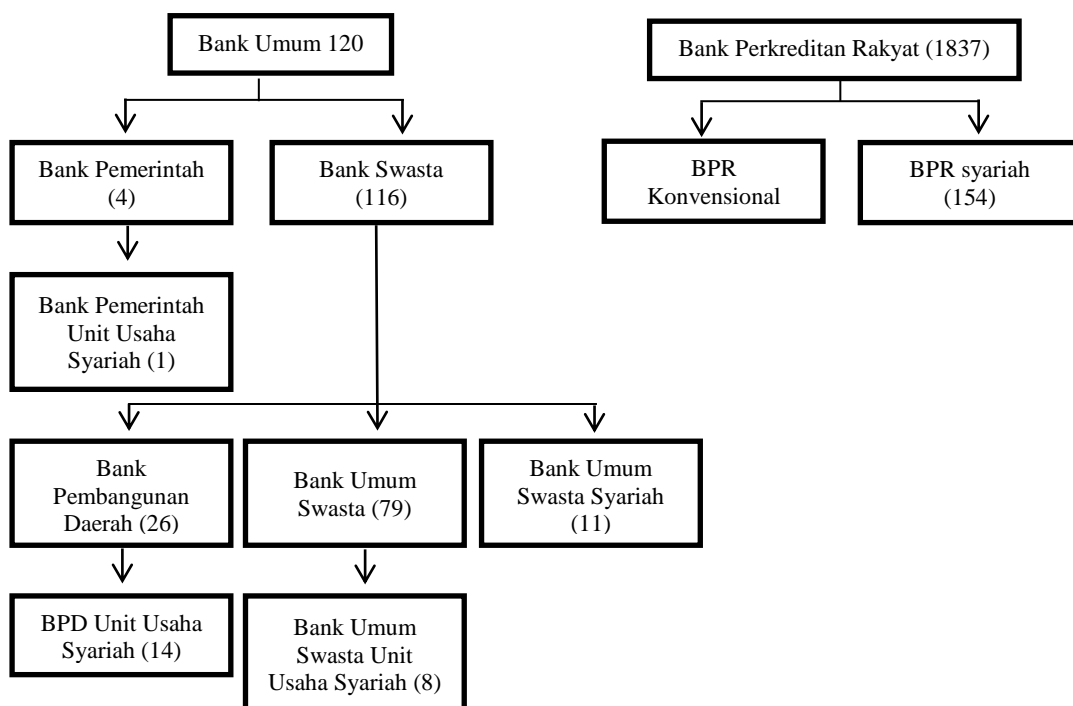 Bank Umum 120
Bank Perkreditan Rakyat (1837)
Bank Pemerintah
(4)
Bank Swasta
(116)
BPR
Konvensional
BPR syariah
(154)
Bank Pemerintah
Unit Usaha
Syariah (1)
Bank
Pembangunan
Daerah (26)
Bank Umum
Swasta (79)
Bank Umum
Swasta Syariah
(11)
BPD Unit Usaha
Syariah (14)
Bank Umum
Swasta Unit
Usaha Syariah (8)